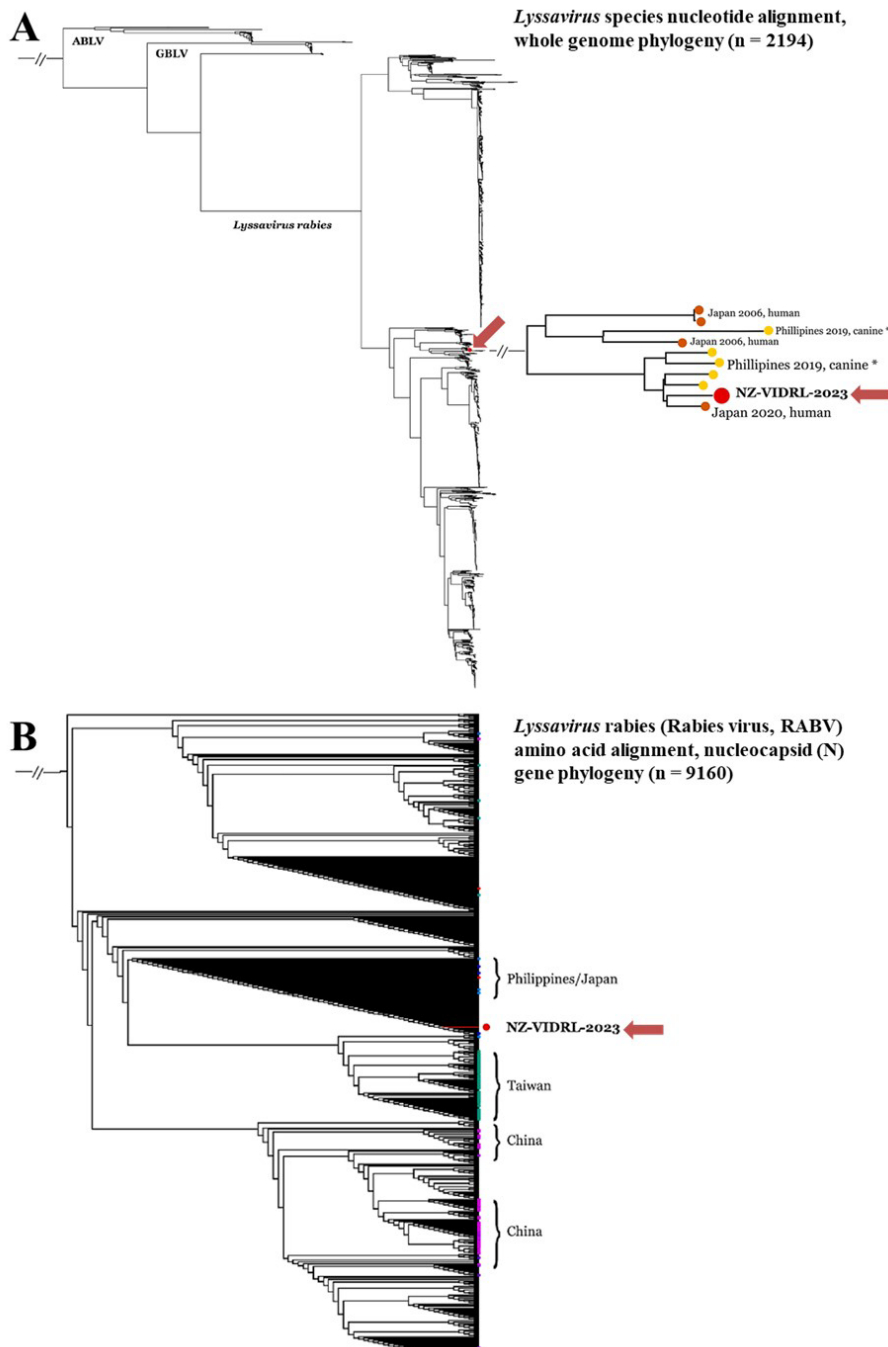 A
Lyssavirus species nucleotide alignment,
whole genome phylogeny (n = 2194)
ABLV
GBLV
Lyssavirus rabies
Japan 2006, human
Phillipines 2019, canine *
Japan 2006, human
Phillipines 2019, canine *
NZ-VIDRL-2023
Japan 2020, human
B
Lyssavirus rabies (Rabies virus, RABV)
amino acid alignment, nucleocapsid (N)
gene phylogeny (n = 9160)
Philippines/Japan
NZ-VIDRL-2023
Taiwan
China
China